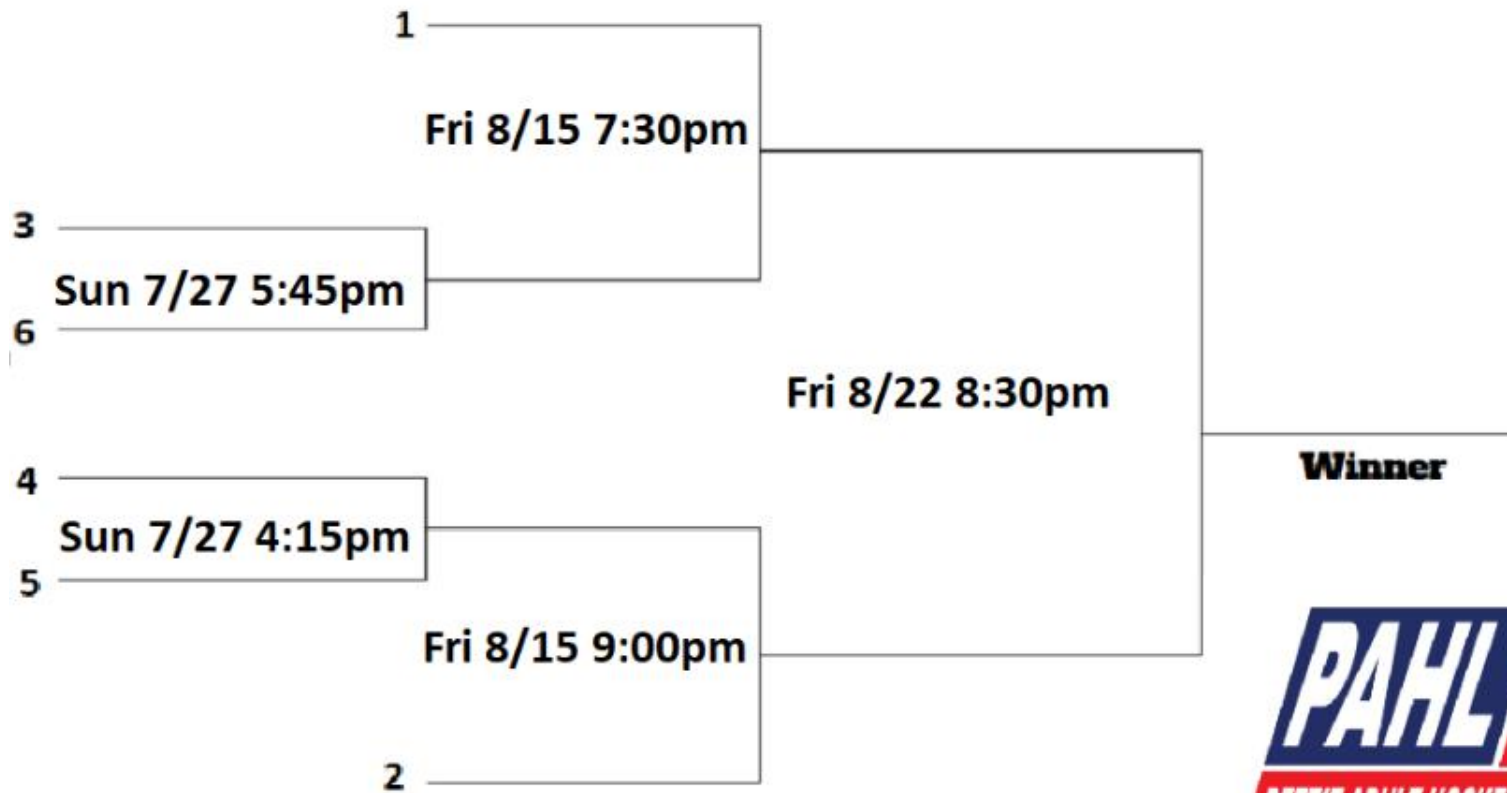 1
Fri 8/15 7:30pm
3
Sun 7/27 5:45pm
6
Fri 8/22 8:30pm
Winner
4
Sun 7/27 4:15pm
5
Fri 8/15 9:00pm
2
PAHL